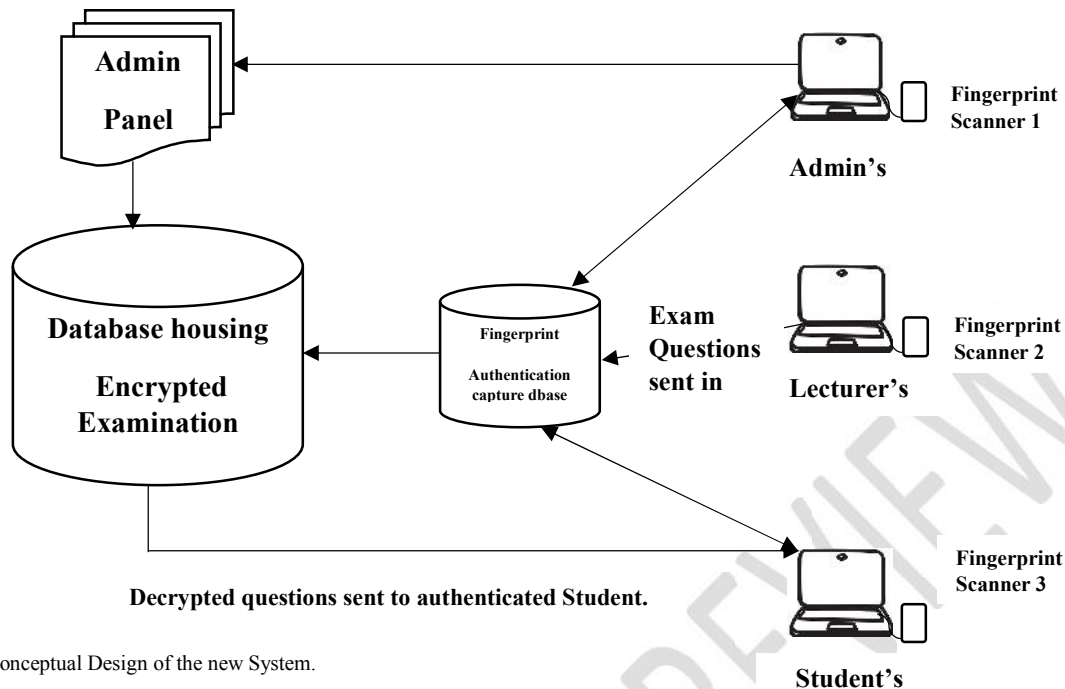 Admin
Panel
Fingerprint
Scanner 1
Admin's
Database housing
Encrypted
Examination
Fingerprint
Authentication
capture dbase
Exam
Questions
sent in
Fingerprint
Scanner 2
Lecturer's
Decrypted questions sent to authenticated Student.
Fingerprint
Scanner 3
Student's
onceptual Design of the new System.
REVIEW